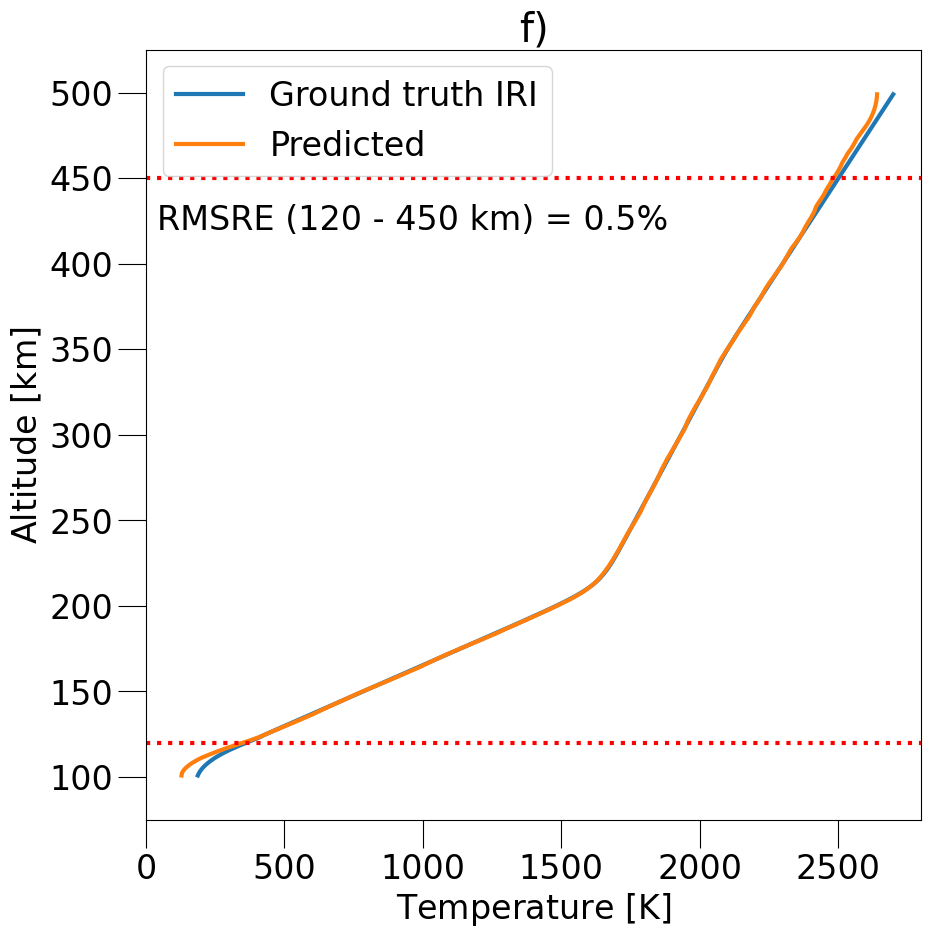 f)
Ground truth IRI
Predicted
RMSRE (120 - 450 km) = 0.5%
Altitude [km]
500
450
400
350
300
250
200
150
100
0 500 1000 1500 2000 2500
Temperature [K]